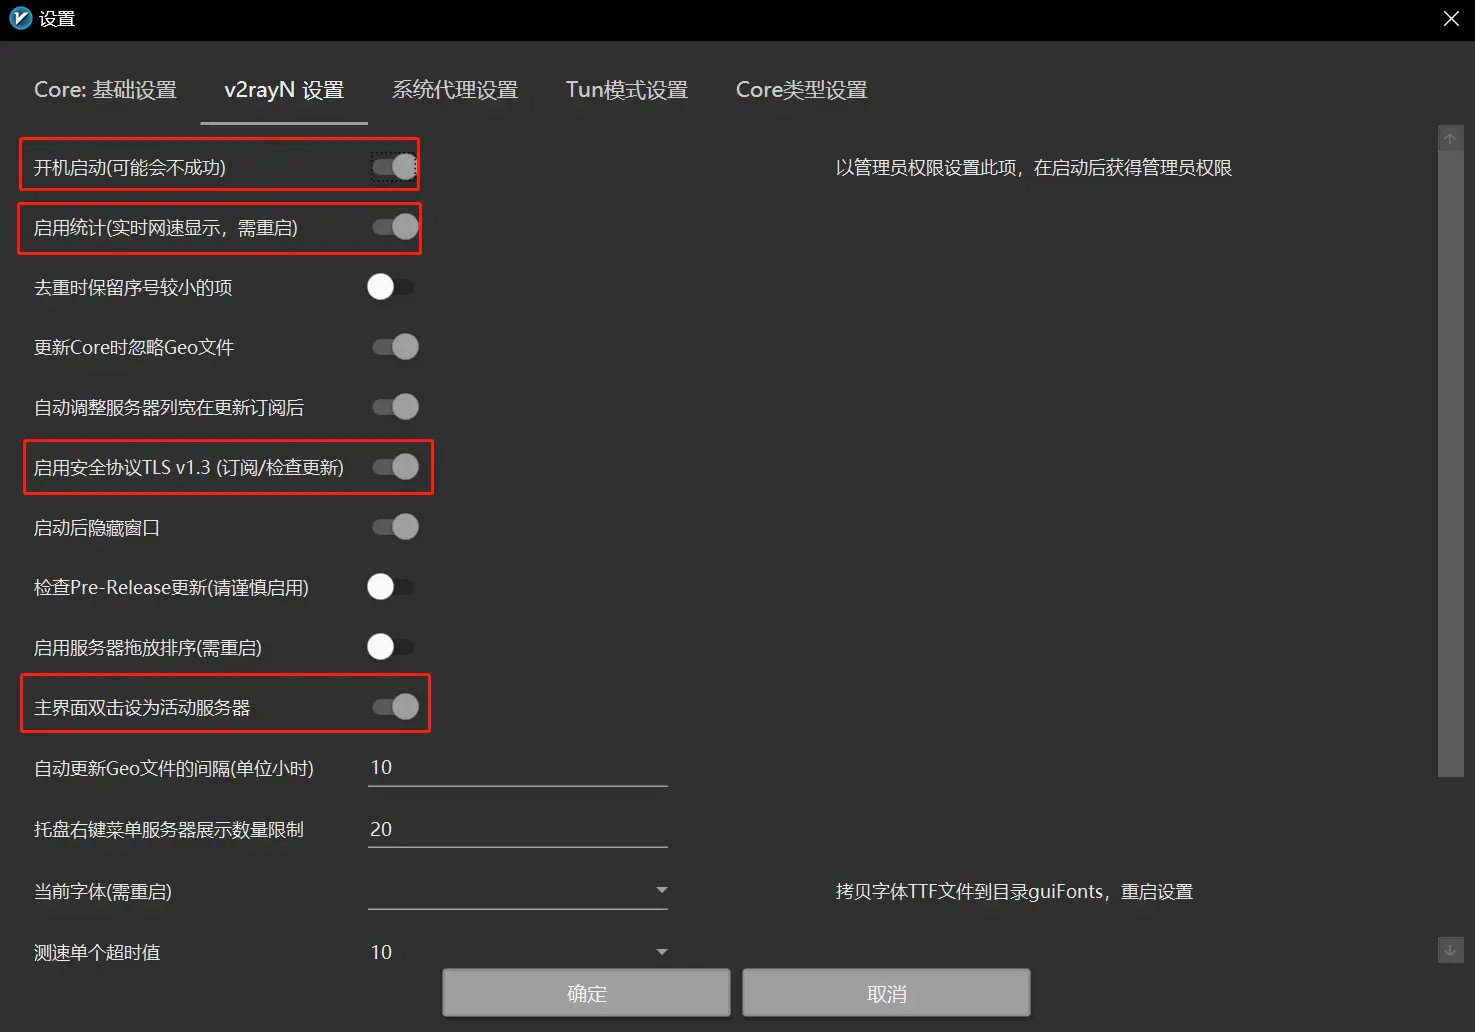 设置
Core: 基础设置 v2rayN 设置 系统代理设置 Tun模式设置 Core类型设置
开机启动(可能会不成功) 以管理员权限设置此项，在启动后获得管理员权限
启用统计(实时网速显示，需重启)
去重时保留序号较小的项
更新Core时忽略Geo文件
自动调整服务器列宽在更新订阅后
启用安全协议TLS v1.3 (订阅/检查更新)
启动后隐藏窗口
检查Pre-Release更新(请谨慎启用)
启用服务器拖放排序(需重启)
主界面双击设为活动服务器
自动更新Geo文件的间隔(单位小时) 10
托盘右键菜单服务器展示数量限制 20
当前字体(需重启) 拷贝字体TTF文件到目录guiFonts，重启设置
测速单个超时值 10
确定 取消